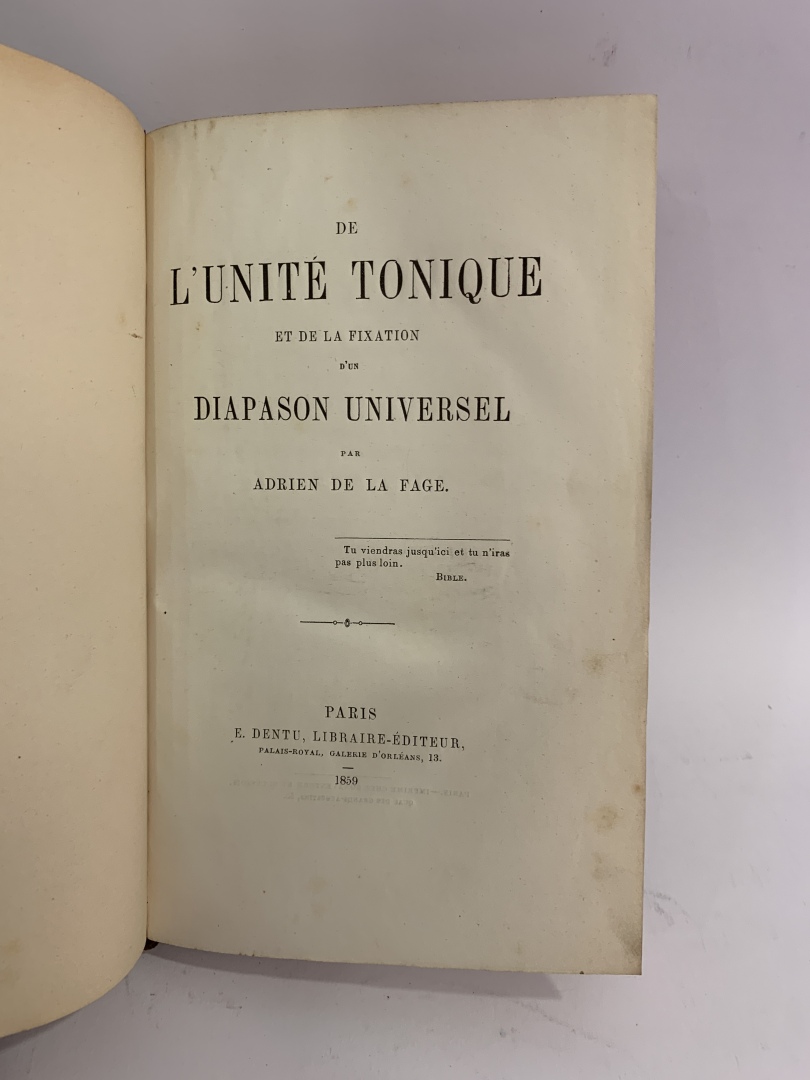 DE
L'UNITÉ TONIQUE
ET DE LA FIXATION
D'UN
DIAPASON UNIVERSEL
PAR
ADRIEN DE LA FAGE.
Tu viendras jusqu'ici et tu n'iras
pas plus loin.
BIBLE.
PARIS
E. DENTU, LIBRAIRE-ÉDITEUR,
PALAIS-ROYAL, GALERIE D'ORLÉANS, 13.
1859